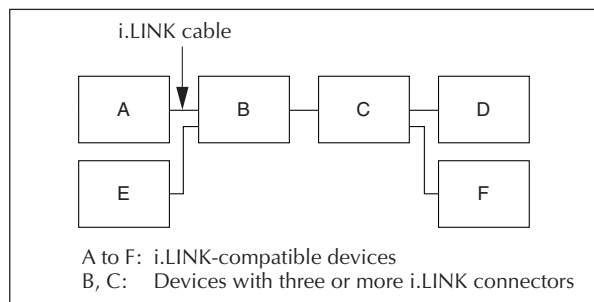 i.LINK cable
A
B
C
D
E
F
A to F: i.LINK-compatible devices
B, C: Devices with three or more i.LINK connectors